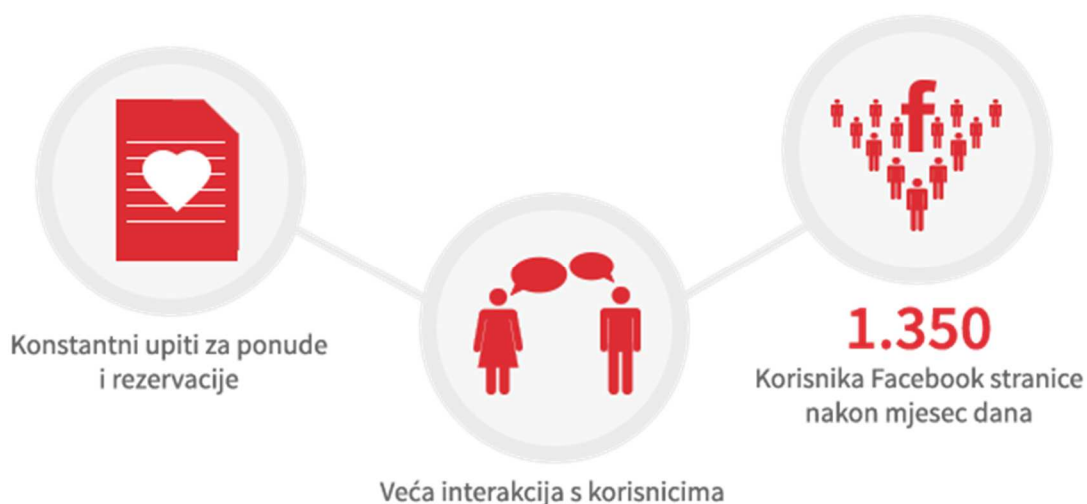 Konstantni upiti za ponude
i rezervacije
Veća interakcija s korisnicima
f
1.350
Korisnika Facebook stranice
nakon mjesec dana